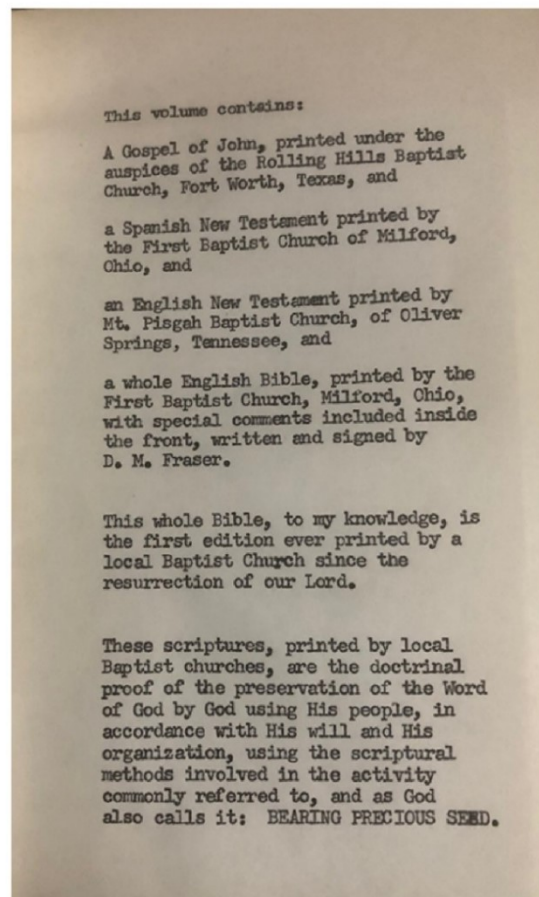 This volume contains:
A Gospel of John, printed under the
auspices of the Rolling Hills Baptist
Church, Fort Worth, Texas, and
a Spanish New Testament printed by
the First Baptist Church of Milford,
Ohio, and
an English New Testament printed by
Mt. Pisgah Baptist Church, of Oliver
Springs, Tennessee, and
a whole English Bible, printed by the
First Baptist Church, Milford, Ohio,
with special comments included inside
the front, written and signed by
D. M. Fraser.
This whole Bible, to my knowledge, is
the first edition ever printed by a
local Baptist Church since the
resurrection of our Lord.
These scriptures, printed by local
Baptist churches, are the doctrinal
proof of the preservation of the Word
of God by God using His people, in
accordance with His will and His
organization, using the scriptural
methods involved in the activity
commonly referred to, and as God
also calls it: BEARING PRECIOUS SEED.